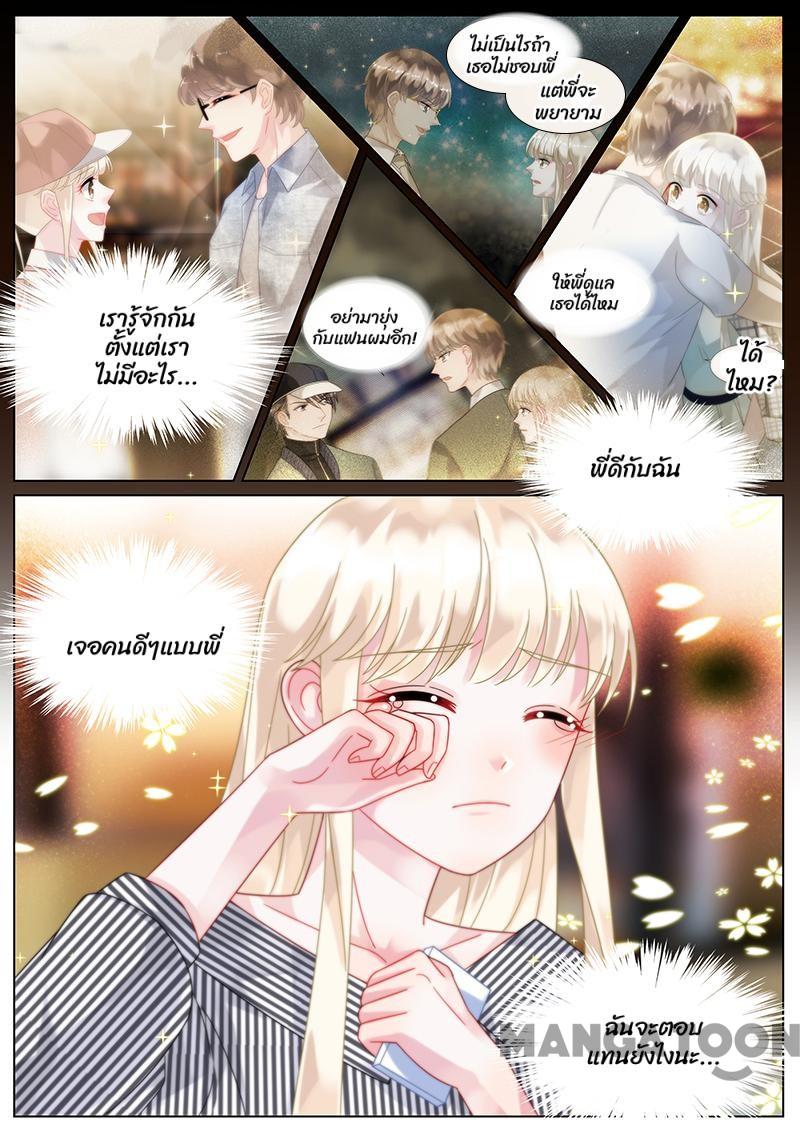 ไม่เป็นไรถ้า
เธอไม่ชอบพี่
แต่พี่จะ
พยายาม
เรารู้จักกัน
ตั้งแต่เรา
ไม่มีอะไร...
อย่ามายุ่ง
กับแฟนผมอีก!
ให้พี่ดูแล
เธอได้ไหม
ได้
ไหม?
พี่ดีกับฉัน
เจอคนดีๆแบบพี่
ฉันจะตอบ
แทนยังไงนะ...
MANGATOON